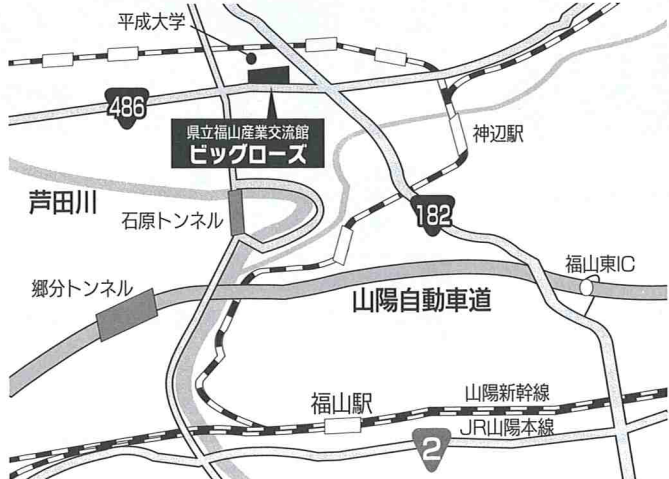 平成大学
486
県立福山産業交流館
ビッグローズ
神辺駅
芦田川
石原トンネル
182
福山東IC
郷分トンネル
山陽自動車道
福山駅
山陽新幹線
JR山陽本線
2